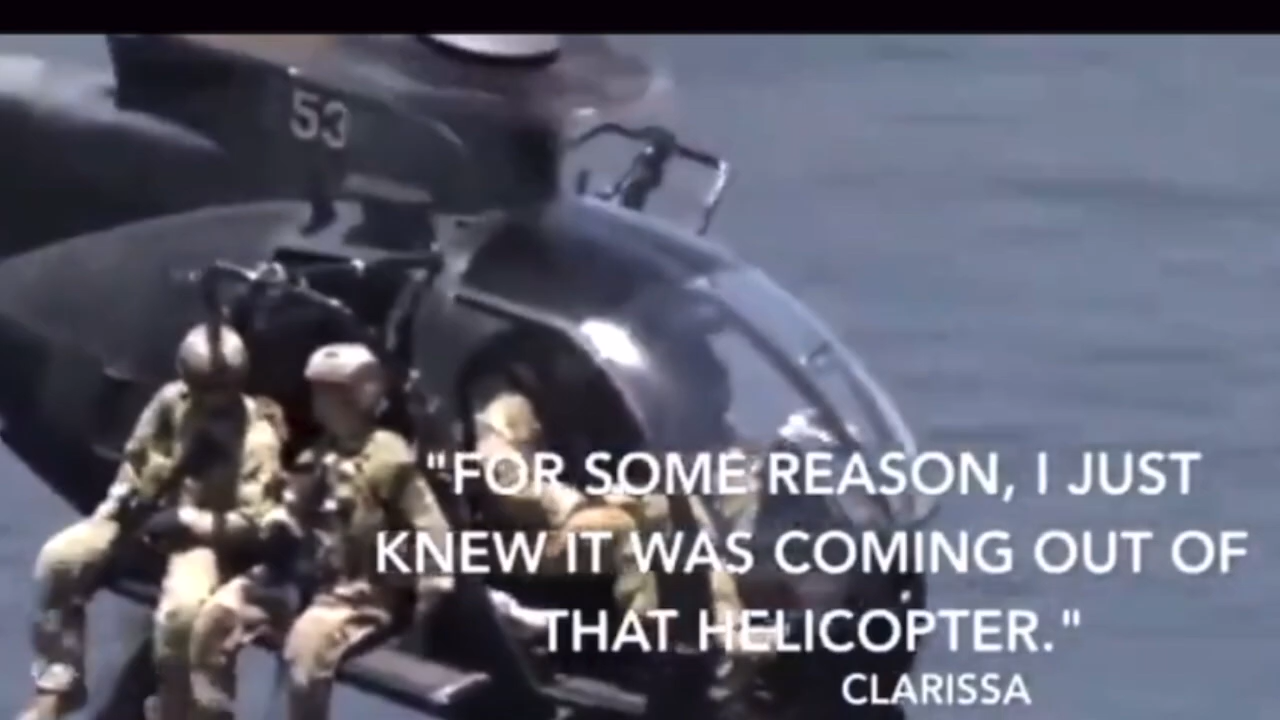 53
"FOR SOME REASON, I JUST
KNEW IT WAS COMING OUT OF
THAT HELICOPTER."
CLARISSA